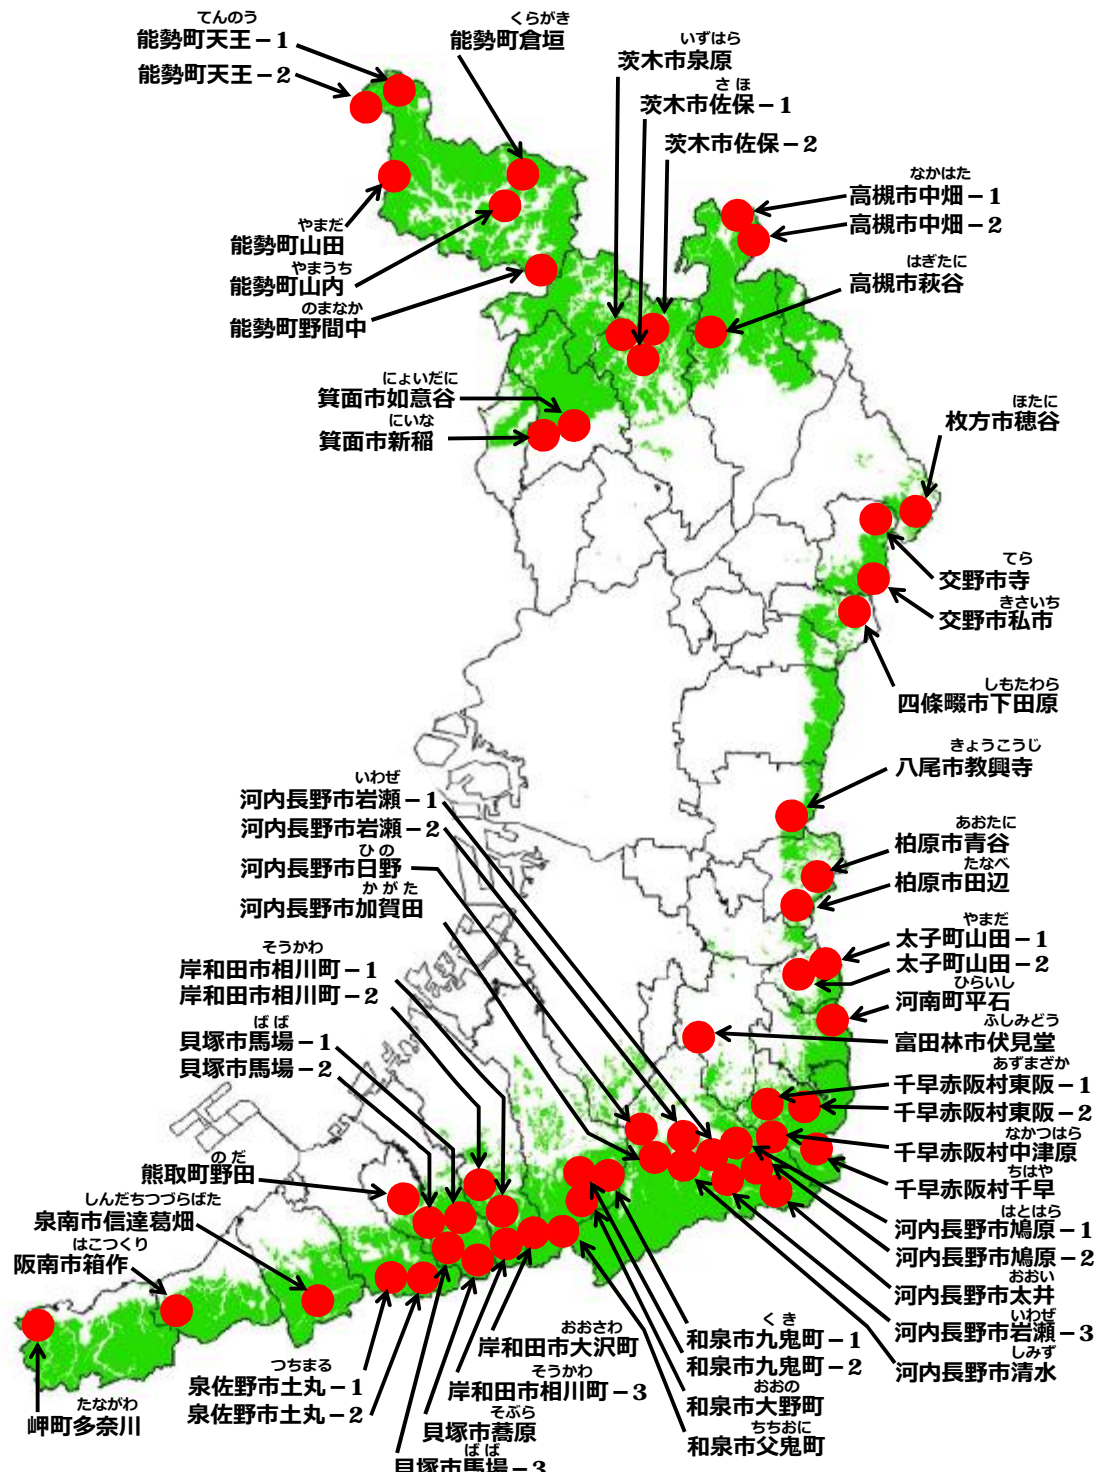 てんのう
能勢町天王－1
能勢町天王－2
くらがき
能勢町倉垣
いずはら
茨木市泉原
さほ
茨木市佐保－1
茨木市佐保－2
なかはた
高槻市中畑－1
高槻市中畑－2
はぎたに
高槻市萩谷
やまだ
能勢町山田
やまうち
能勢町山内
のまなか
能勢町野間中
にょいだに
箕面市如意谷
にいな
箕面市新稲
ほたに
枚方市穂谷
てら
交野市寺
きさいち
交野市私市
しもたわら
四條畷市下田原
きょうこうじ
八尾市教興寺
あおたに
柏原市青谷
たなべ
柏原市田辺
やまだ
太子町山田－1
太子町山田－2
ひらいし
河南町平石
ふしみどう
富田林市伏見堂
あずまざか
千早赤阪村東阪－1
千早赤阪村東阪－2
なかつはら
千早赤阪村中津原
ちはや
千早赤阪村千早
はとはら
河内長野市鳩原－1
河内長野市鳩原－2
おおい
河内長野市太井
いわぜ
河内長野市岩瀬－3
しみず
河内長野市清水
いわぜ
河内長野市岩瀬－1
河内長野市岩瀬－2
ひの
河内長野市日野
かがた
河内長野市加賀田
そうかわ
岸和田市相川町－1
岸和田市相川町－2
ばば
貝塚市馬場－1
貝塚市馬場－2
のだ
熊取町野田
しんだちつづらばた
泉南市信達葛畑
はこつくり
阪南市箱作
たながわ
岬町多奈川
つちまる
泉佐野市土丸－1
泉佐野市土丸－2
おおさわ
岸和田市大沢町
そうかわ
岸和田市相川町－3
そぶら
貝塚市蕎原
ばば
貝塚市馬場－3
くき
和泉市九鬼町－1
和泉市九鬼町－2
おおの
和泉市大野町
ちちおに
和泉市父鬼町